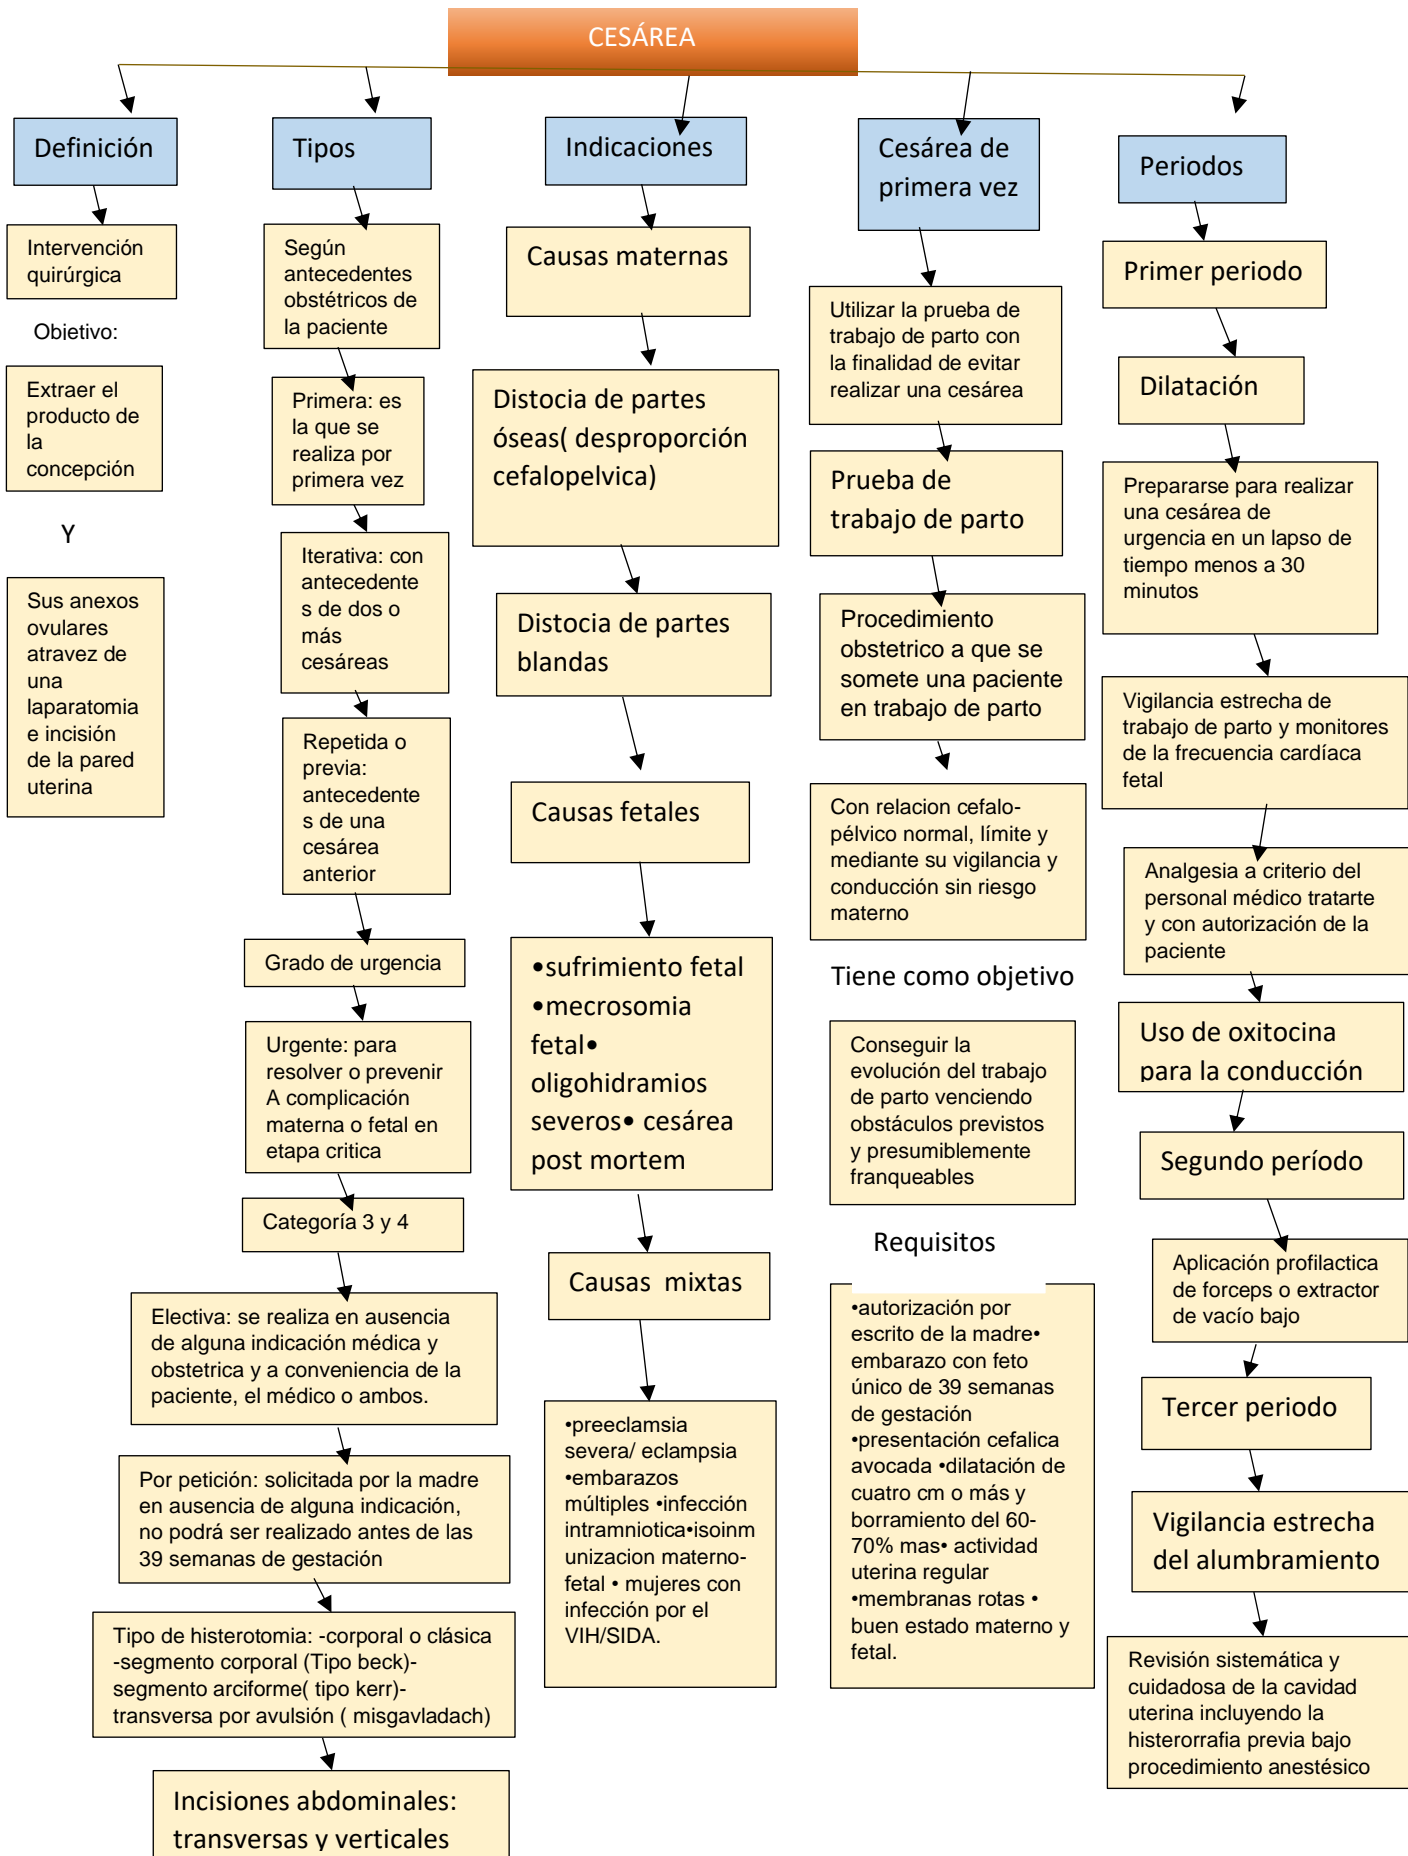 CESÁREA
Definición
Intervención
quirúrgica
Obietivo:
Extraer el
producto de
la
concepción
Y
Sus anexos
ovulares
atravez de
una
laparatomia
e incisión
de la pared
uterina
Tipos
Según
antecedentes
obstétricos de
la paciente
Primera: es
la que se
realiza por
primera vez
Iterativa: con
antecedente
s de dos o
más
cesáreas
Repetida o
previa:
antecedente
s de una
cesárea
anterior
Grado de urgencia
Urgente: para
resolver o prevenir
A complicación
materna o fetal en
etapa critica
Categoría 3 y 4
Electiva: se realiza en ausencia
de alguna indicación médica y
obstetrica y a conveniencia de la
paciente, el médico o ambos.
Por petición: solicitada por la madre
en ausencia de alguna indicación,
no podrá ser realizado antes de las
39 semanas de gestación
Tipo de histerotomia: -corporal o clásica
-segmento corporal (Tipo beck)-
segmento arciforme( tipo kerr)-
transversa por avulsión ( misgavladach)
Incisiones abdominales:
transversas y verticales
Indicaciones
Causas maternas
Distocia de partes
óseas( desproporción
cefalopelvica)
Distocia de partes
blandas
Causas fetales
•sufrimiento fetal
•mecrosomia
fetal•
oligohidramios
severos• cesárea
post mortem
Causas  mixtas
•preeclamsia
severa/ eclampsia
•embarazos
múltiples •infección
intramniotica•isoinm
unizacion materno-
fetal • mujeres con
infección por el
VIH/SIDA.
Cesárea de
primera vez
Utilizar la prueba de
trabajo de parto con
la finalidad de evitar
realizar una cesárea
Prueba de
trabajo de parto
Procedimiento
obstetrico a que se
somete una paciente
en trabajo de parto
Con relacion cefalo-
pélvico normal, límite y
mediante su vigilancia y
conducción sin riesgo
materno
Tiene como objetivo
Conseguir la
evolución del trabajo
de parto venciendo
obstáculos previstos
y presumiblemente
franqueables
Requisitos
•autorización por
escrito de la madre•
embarazo con feto
único de 39 semanas
de gestación
•presentación cefalica
avocada •dilatación de
cuatro cm o más y
borramiento del 60-
70% mas• actividad
uterina regular
•membranas rotas •
buen estado materno y
fetal.
Periodos
Primer periodo
Dilatación
Prepararse para realizar
una cesárea de
urgencia en un lapso de
tiempo menos a 30
minutos
Vigilancia estrecha de
trabajo de parto y monitores
de la frecuencia cardíaca
fetal
Analgesia a criterio del
personal médico tratarte
y con autorización de la
paciente
Uso de oxitocina
para la conducción
Segundo período
Aplicación profilactica
de forceps o extractor
de vacío bajo
Tercer periodo
Vigilancia estrecha
del alumbramiento
Revisión sistemática y
cuidadosa de la cavidad
uterina incluyendo la
histerorrafia previa bajo
procedimiento anestésico